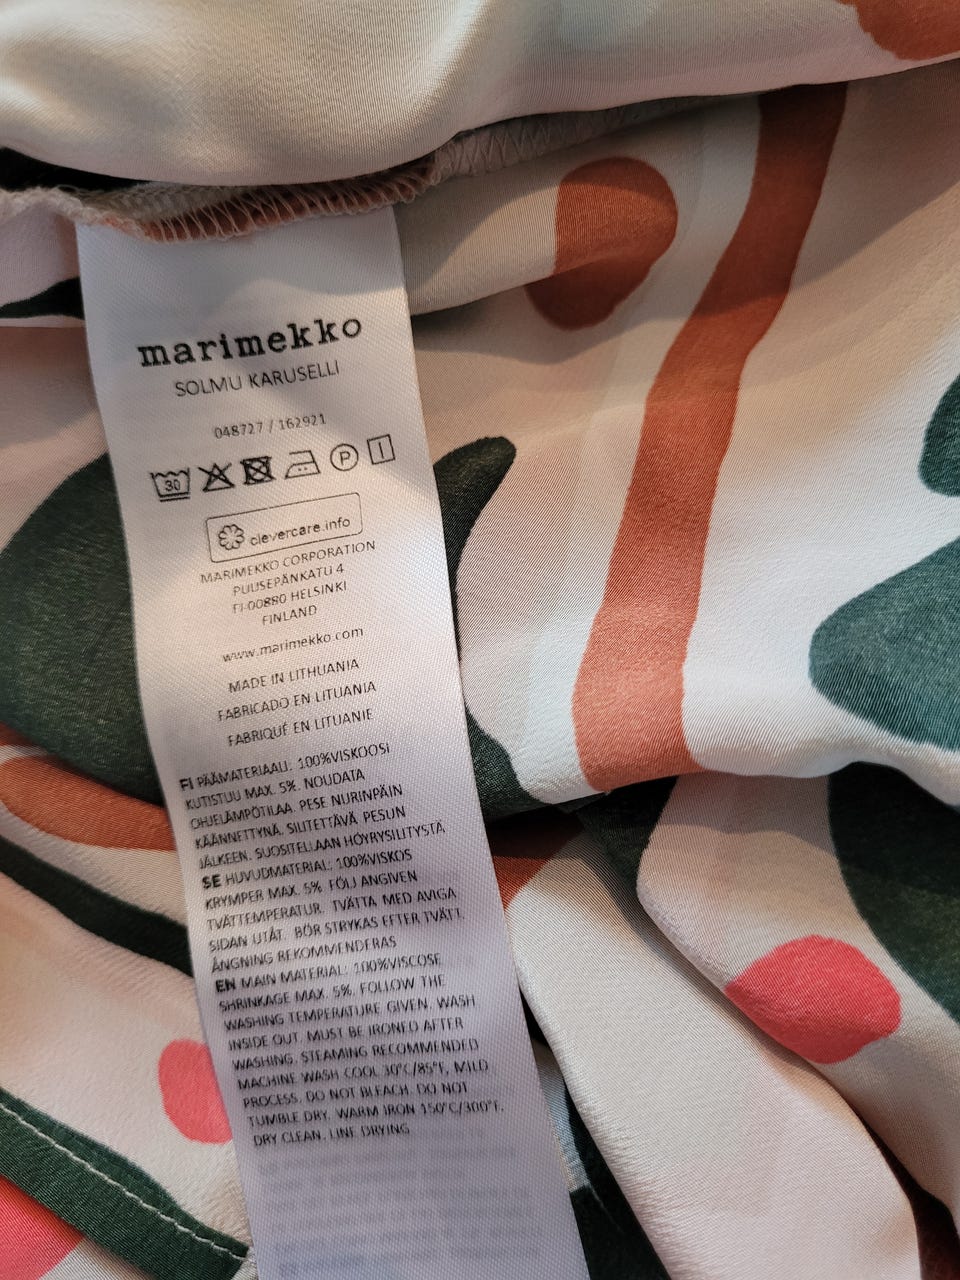 marimekko
SOLMU KARUSELLI
048727 / 162921
30 P
clevercare.info
MARIMEKKO CORPORATION
PUUSEPÄNKATU 4
FI-00880 HELSINKI
FINLAND
www.marimekko.com
MADE IN LITHUANIA
FABRICADO EN LITUANIA
FABRIQUÉ EN LITUANIE
FI PÄÄMATERIAALI: 100%VISKOOSI
KUTISTUU MAX. 5%. NOUDATA
OHJELÄMPÖTILAA. PESE NURINPÄIN
KÄÄNNETTYNÄ. SILITETTÄVÄ PESUN
JÄLKEEN. SUOSITELLAAN HÖYRYSILITYSTÄ
SE HUVUDMATERIAL: 100%VISKOS
KRYMPER MAX. 5%. FÖLJ ANGIVEN
TVÄTTEMPERATUR. TVÄTTA MED AVIGA
SIDAN UTÅT. BÖR STRYKAS EFTER TVÄTT.
ÅNGNING REKOMMENDERAS
EN MAIN MATERIAL: 100%VISCOSE
SHRINKAGE MAX. 5%. FOLLOW THE
WASHING TEMPERATURE GIVEN. WASH
INSIDE OUT. MUST BE IRONED AFTER
WASHING. STEAMING RECOMMENDED
MACHINE WASH COOL 30°C/85°F, MILD
PROCESS. DO NOT BLEACH. DO NOT
TUMBLE DRY. WARM IRON 150°C/300°F.
DRY CLEAN. LINE DRYING